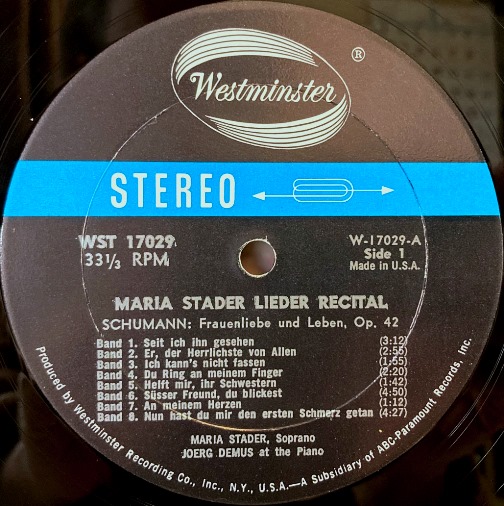 Westminster ®
STEREO
WST 17029
33⅓ RPM
W-17029-A
Side 1
Made in U.S.A.
MARIA STADER LIEDER RECITAL
SCHUMANN: Frauenliebe und Leben, Op. 42
Band 1. Seit ich ihn gesehen (3:12)
Band 2. Er, der Herrlichste von Allen (2:55)
Band 3. Ich kann's nicht fassen (1:55)
Band 4. Du Ring an meinem Finger (2:20)
Band 5. Helft mir, ihr Schwestern (1:42)
Band 6. Süsser Freund, du blickest (4:50)
Band 7. An meinem Herzen (1:12)
Band 8. Nun hast du mir den ersten Schmerz getan (4:27)
MARIA STADER, Soprano
JOERG DEMUS at the Piano
Produced by Westminster Recording Co., Inc., N.Y., U.S.A.—A Subsidiary of ABC-Paramount Records, Inc.